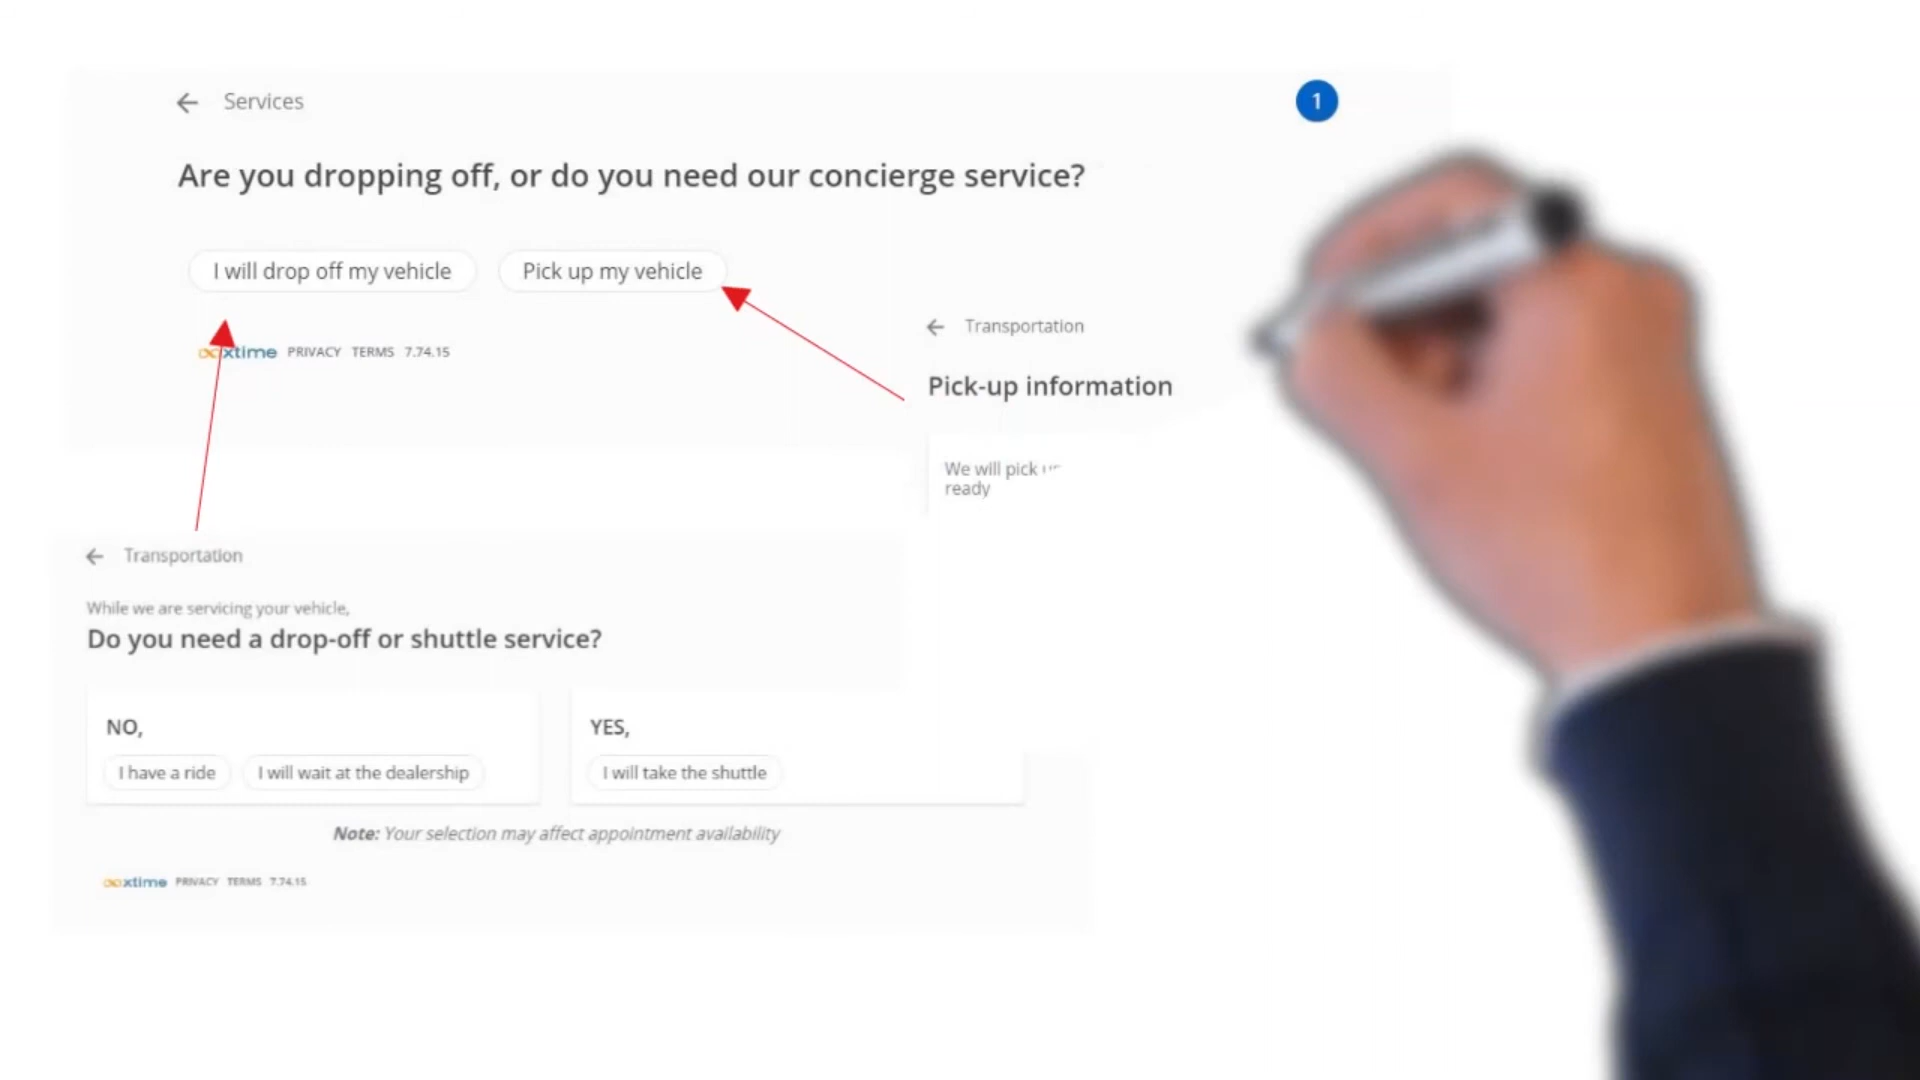 Services
1
Are you dropping off, or do you need our concierge service?
I will drop off my vehicle
Pick up my vehicle
xtime PRIVACY TERMS 7.74.15
Transportation
Pick-up information
We will pick
ready
Transportation
While we are servicing your vehicle,
Do you need a drop-off or shuttle service?
NO,
I have a ride
I will wait at the dealership
YES,
I will take the shuttle
Note: Your selection may affect appointment availability
xtime PRIVACY TERMS 7.74.15